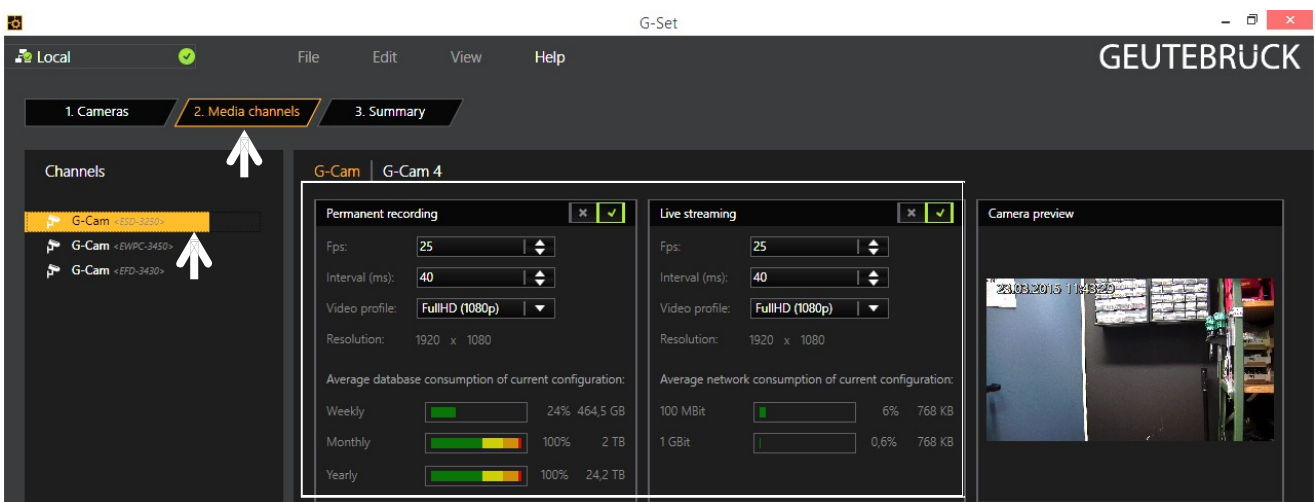 G-Set
Local File Edit View Help GEUTEBRÜCK
1. Cameras 2. Media channels 3. Summary
Channels
G-Cam <ESD-3250>
G-Cam <EWPC-3450>
G-Cam <EFD-3430>
G-Cam G-Cam 4
Permanent recording
Fps: 25
Interval (ms): 40
Video profile: FullHD (1080p)
Resolution: 1920 x 1080
Average database consumption of current configuration:
Weekly 24% 464,5 GB
Monthly 100% 2 TB
Yearly 100% 24,2 TB
Live streaming
Fps: 25
Interval (ms): 40
Video profile: FullHD (1080p)
Resolution: 1920 x 1080
Average network consumption of current configuration:
100 MBit 6% 768 KB
1 GBit 0,6% 768 KB
Camera preview
23.03.2015 11:43:29